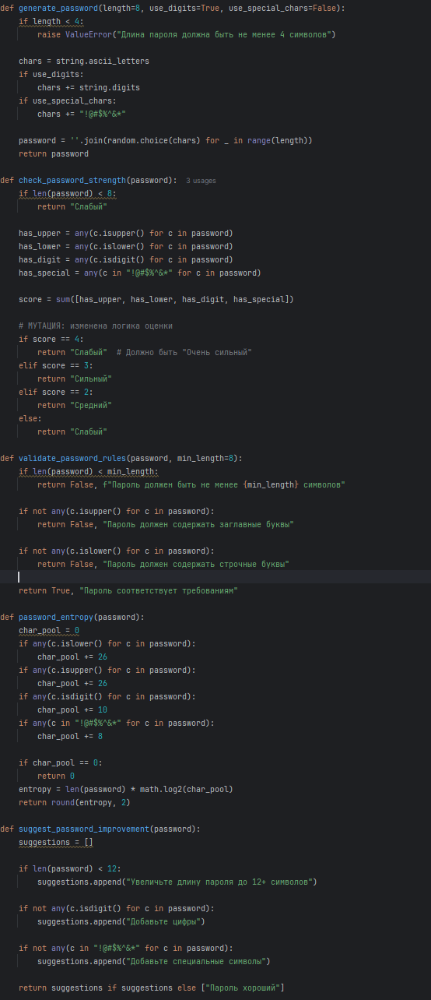 def generate_password(length=8, use_digits=True, use_special_chars=False):
    if length < 4:
        raise ValueError("Длина пароля должна быть не менее 4 символов")

    chars = string.ascii_letters
    if use_digits:
        chars += string.digits
    if use_special_chars:
        chars += "!@#$%^&*"

    password = ''.join(random.choice(chars) for _ in range(length))
    return password

def check_password_strength(password):  3 usages
    if len(password) < 8:
        return "Слабый"

    has_upper = any(c.isupper() for c in password)
    has_lower = any(c.islower() for c in password)
    has_digit = any(c.isdigit() for c in password)
    has_special = any(c in "!@#$%^&*" for c in password)

    score = sum([has_upper, has_lower, has_digit, has_special])

    # МУТАЦИЯ: изменена логика оценки
    if score == 4:
        return "Слабый"  # Должно быть "Очень сильный"
    elif score == 3:
        return "Сильный"
    elif score == 2:
        return "Средний"
    else:
        return "Слабый"

def validate_password_rules(password, min_length=8):
    if len(password) < min_length:
        return False, f"Пароль должен быть не менее {min_length} символов"

    if not any(c.isupper() for c in password):
        return False, "Пароль должен содержать заглавные буквы"

    if not any(c.islower() for c in password):
        return False, "Пароль должен содержать строчные буквы"

    return True, "Пароль соответствует требованиям"

def password_entropy(password):
    char_pool = 0
    if any(c.islower() for c in password):
        char_pool += 26
    if any(c.isupper() for c in password):
        char_pool += 26
    if any(c.isdigit() for c in password):
        char_pool += 10
    if any(c in "!@#$%^&*" for c in password):
        char_pool += 8

    if char_pool == 0:
        return 0
    entropy = len(password) * math.log2(char_pool)
    return round(entropy, 2)

def suggest_password_improvement(password):
    suggestions = []

    if len(password) < 12:
        suggestions.append("Увеличьте длину пароля до 12+ символов")

    if not any(c.isdigit() for c in password):
        suggestions.append("Добавьте цифры")

    if not any(c in "!@#$%^&*" for c in password):
        suggestions.append("Добавьте специальные символы")

    return suggestions if suggestions else ["Пароль хороший"]